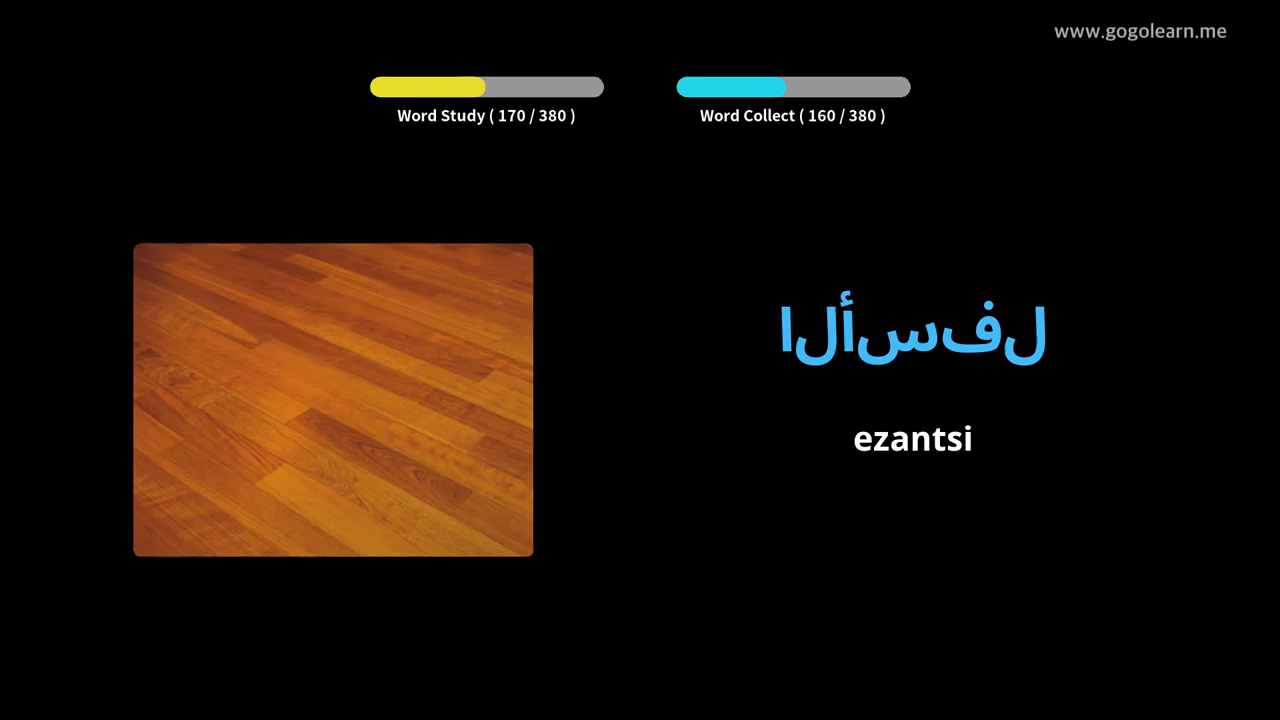 www.gogolearn.me
Word Study ( 170 / 380 )
Word Collect ( 160 / 380 )
الأسفل
ezantsi